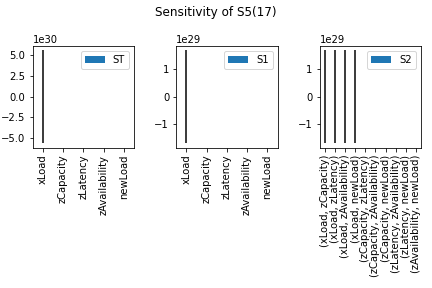 Sensitivity of S5(17)
1e30
5.0
2.5
0.0
−2.5
−5.0
ST
xLoad
zCapacity
zLatency
zAvailability
newLoad
1e29
1
0
−1
S1
xLoad
zCapacity
zLatency
zAvailability
newLoad
1e29
1
0
−1
S2
(xLoad, zCapacity)
(xLoad, zLatency)
(xLoad, zAvailability)
(xLoad, newLoad)
(zCapacity, zLatency)
(zCapacity, zAvailability)
(zCapacity, newLoad)
(zLatency, zAvailability)
(zLatency, newLoad)
(zAvailability, newLoad)